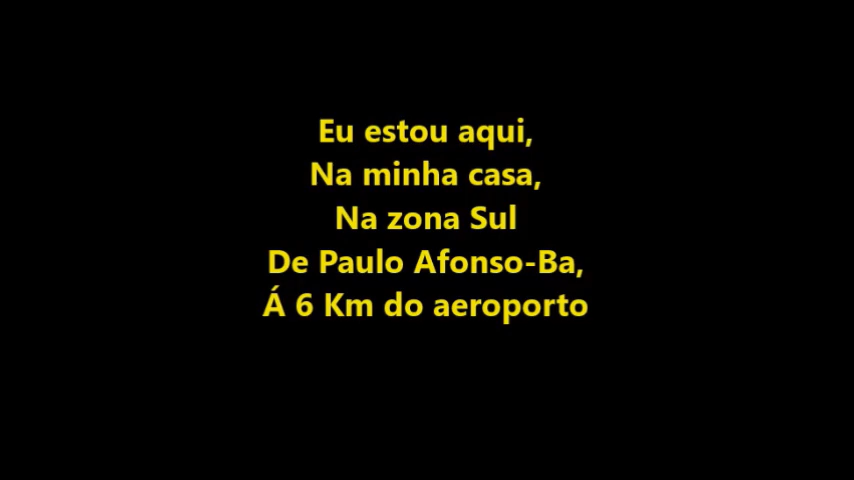 Eu estou aqui,
Na minha casa,
Na zona Sul
De Paulo Afonso-Ba,
Á 6 Km do aeroporto